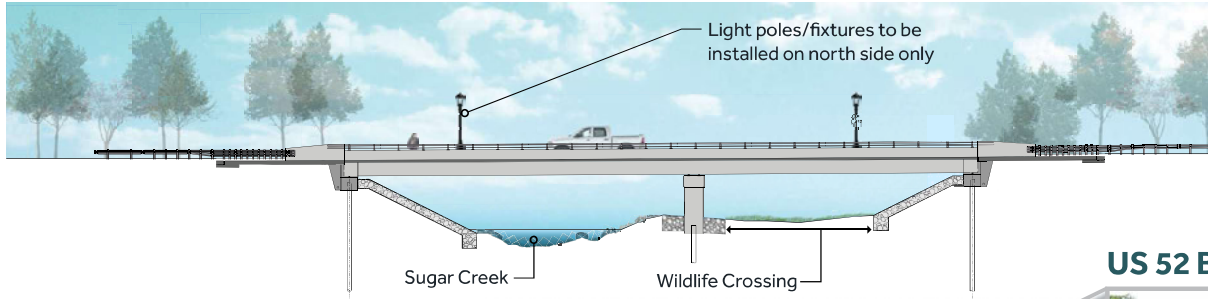 Light poles/fixtures to be
installed on north side only
Sugar Creek
Wildlife Crossing
US 52